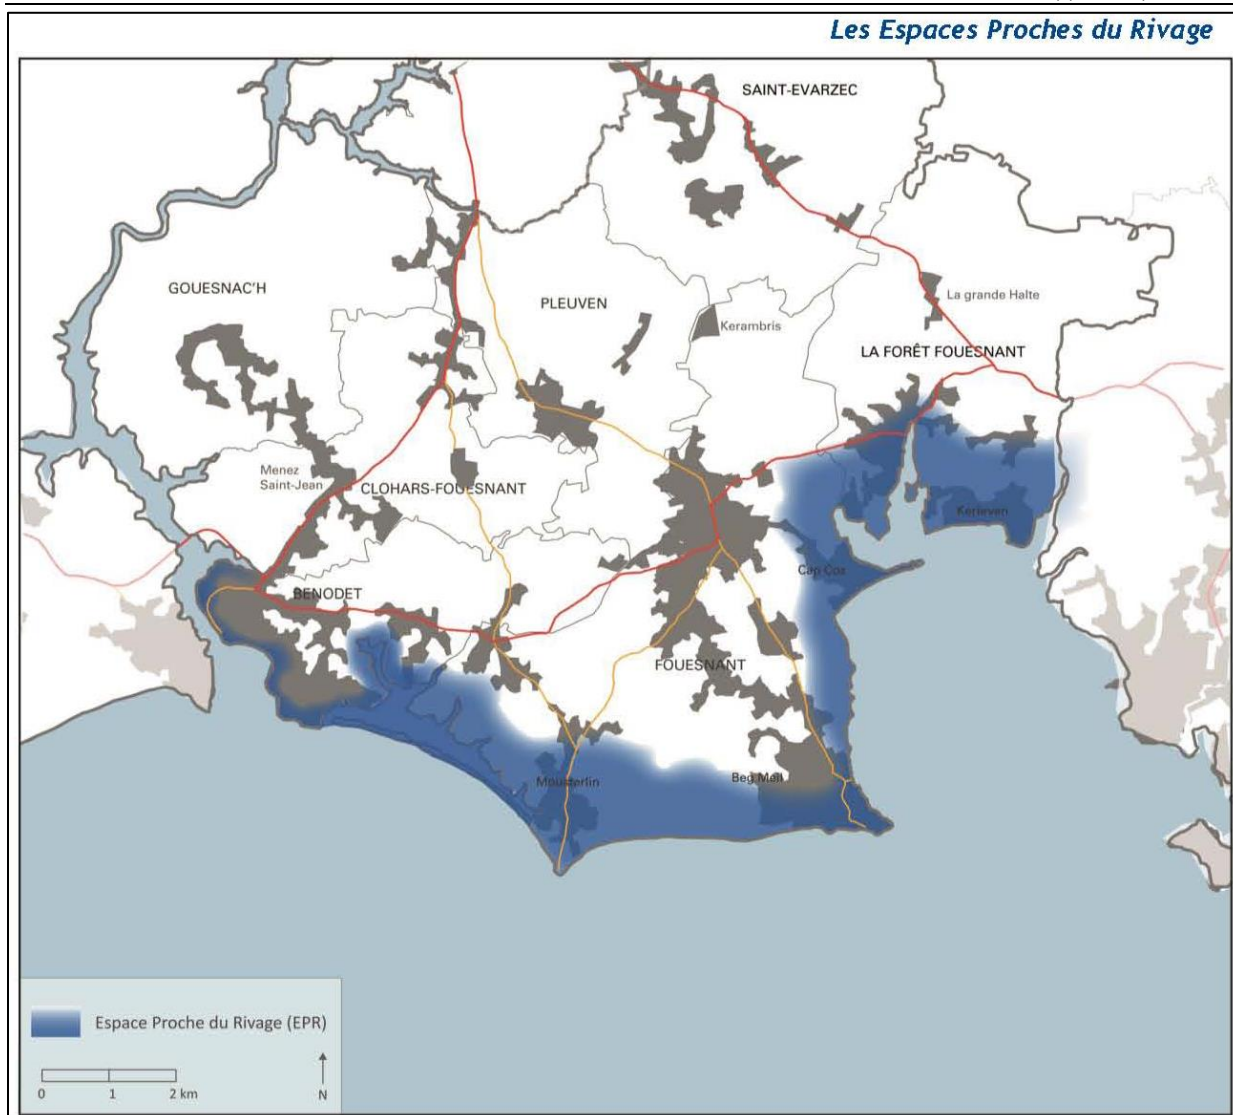 Les Espaces Proches du Rivage
SAINT-EVARZEC
GOUESNAC'H
PLEUVEN
La grande Halte
Kerambris
LA FORÊT FOUESNANT
Menez
Saint-Jean
CLOHARS-FOUESNANT
Kerleven
Cap Coz
BENODET
FOUESNANT
Mousterlin
Beg Meil
Espace Proche du Rivage (EPR)
0 1 2 km
N